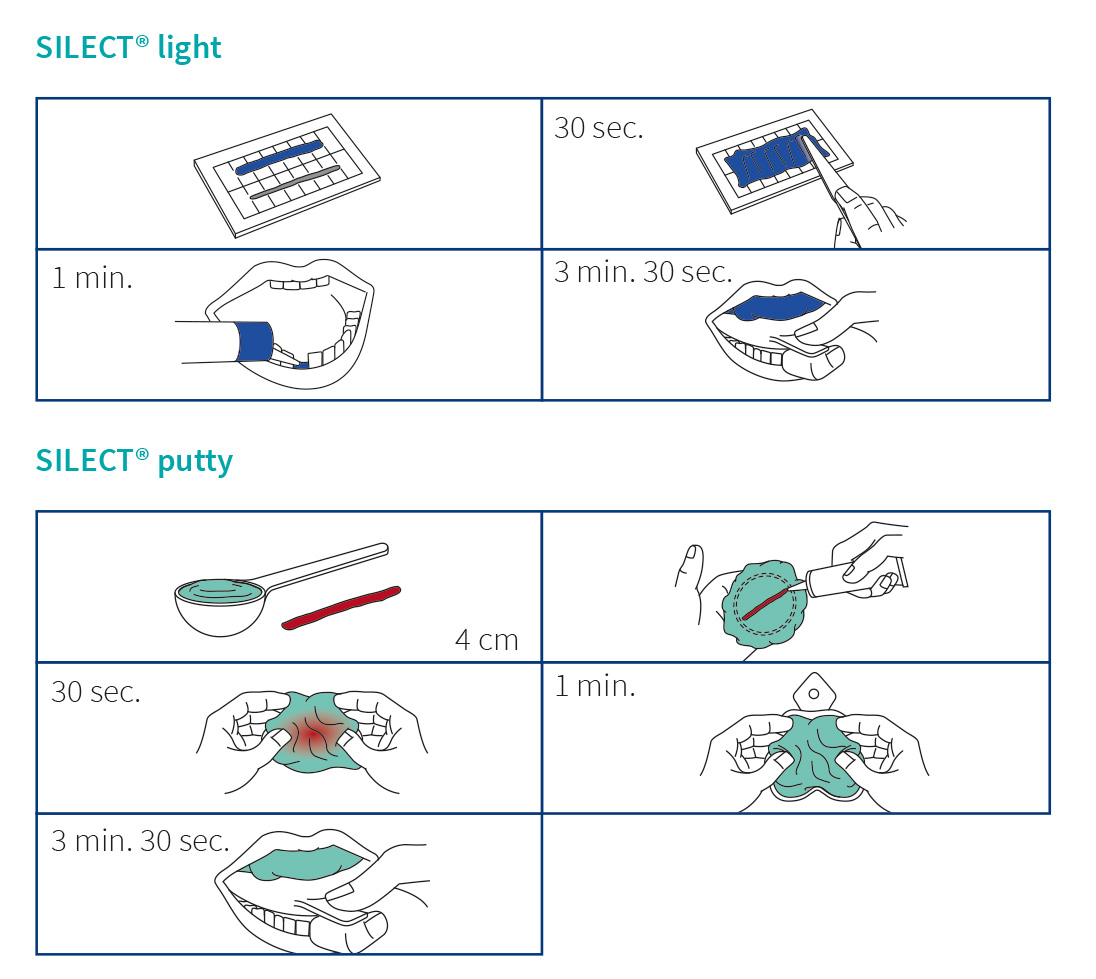 SILECT® light
30 sec.
1 min.
3 min. 30 sec.
SILECT® putty
4 cm
30 sec.
1 min.
3 min. 30 sec.